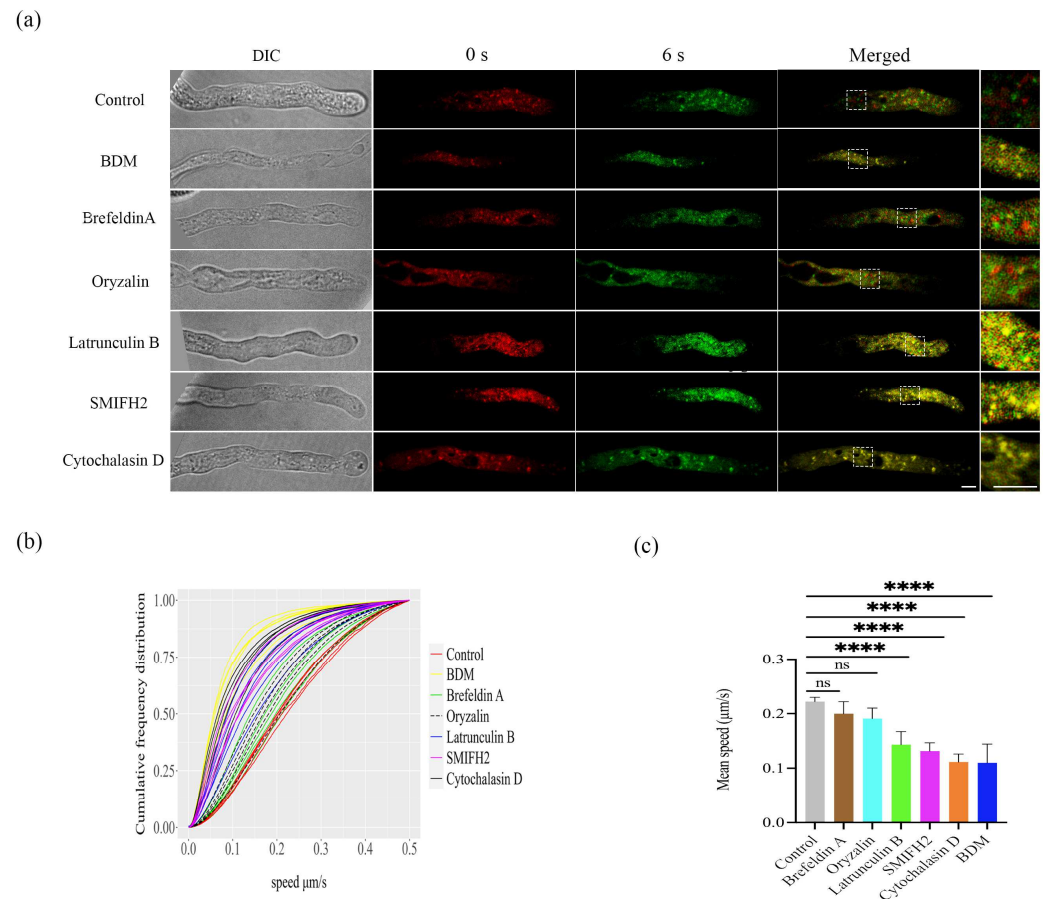 (a)
DIC 0 s 6 s Merged
Control
BDM
BrefeldinA
Oryzalin
Latrunculin B
SMIFH2
Cytochalasin D
(b)
Cumulative frequency distribution
1.00
0.75
0.50
0.25
0.00
0.0 0.1 0.2 0.3 0.4 0.5
speed μm/s
Control
BDM
Brefeldin A
Oryzalin
Latrunculin B
SMIFH2
Cytochalasin D
(c)
****
****
****
****
ns
ns
Mean speed (μm/s)
0.3
0.2
0.1
0.0
Control
Brefeldin A
Oryzalin
Latrunculin B
SMIFH2
Cytochalasin D
BDM